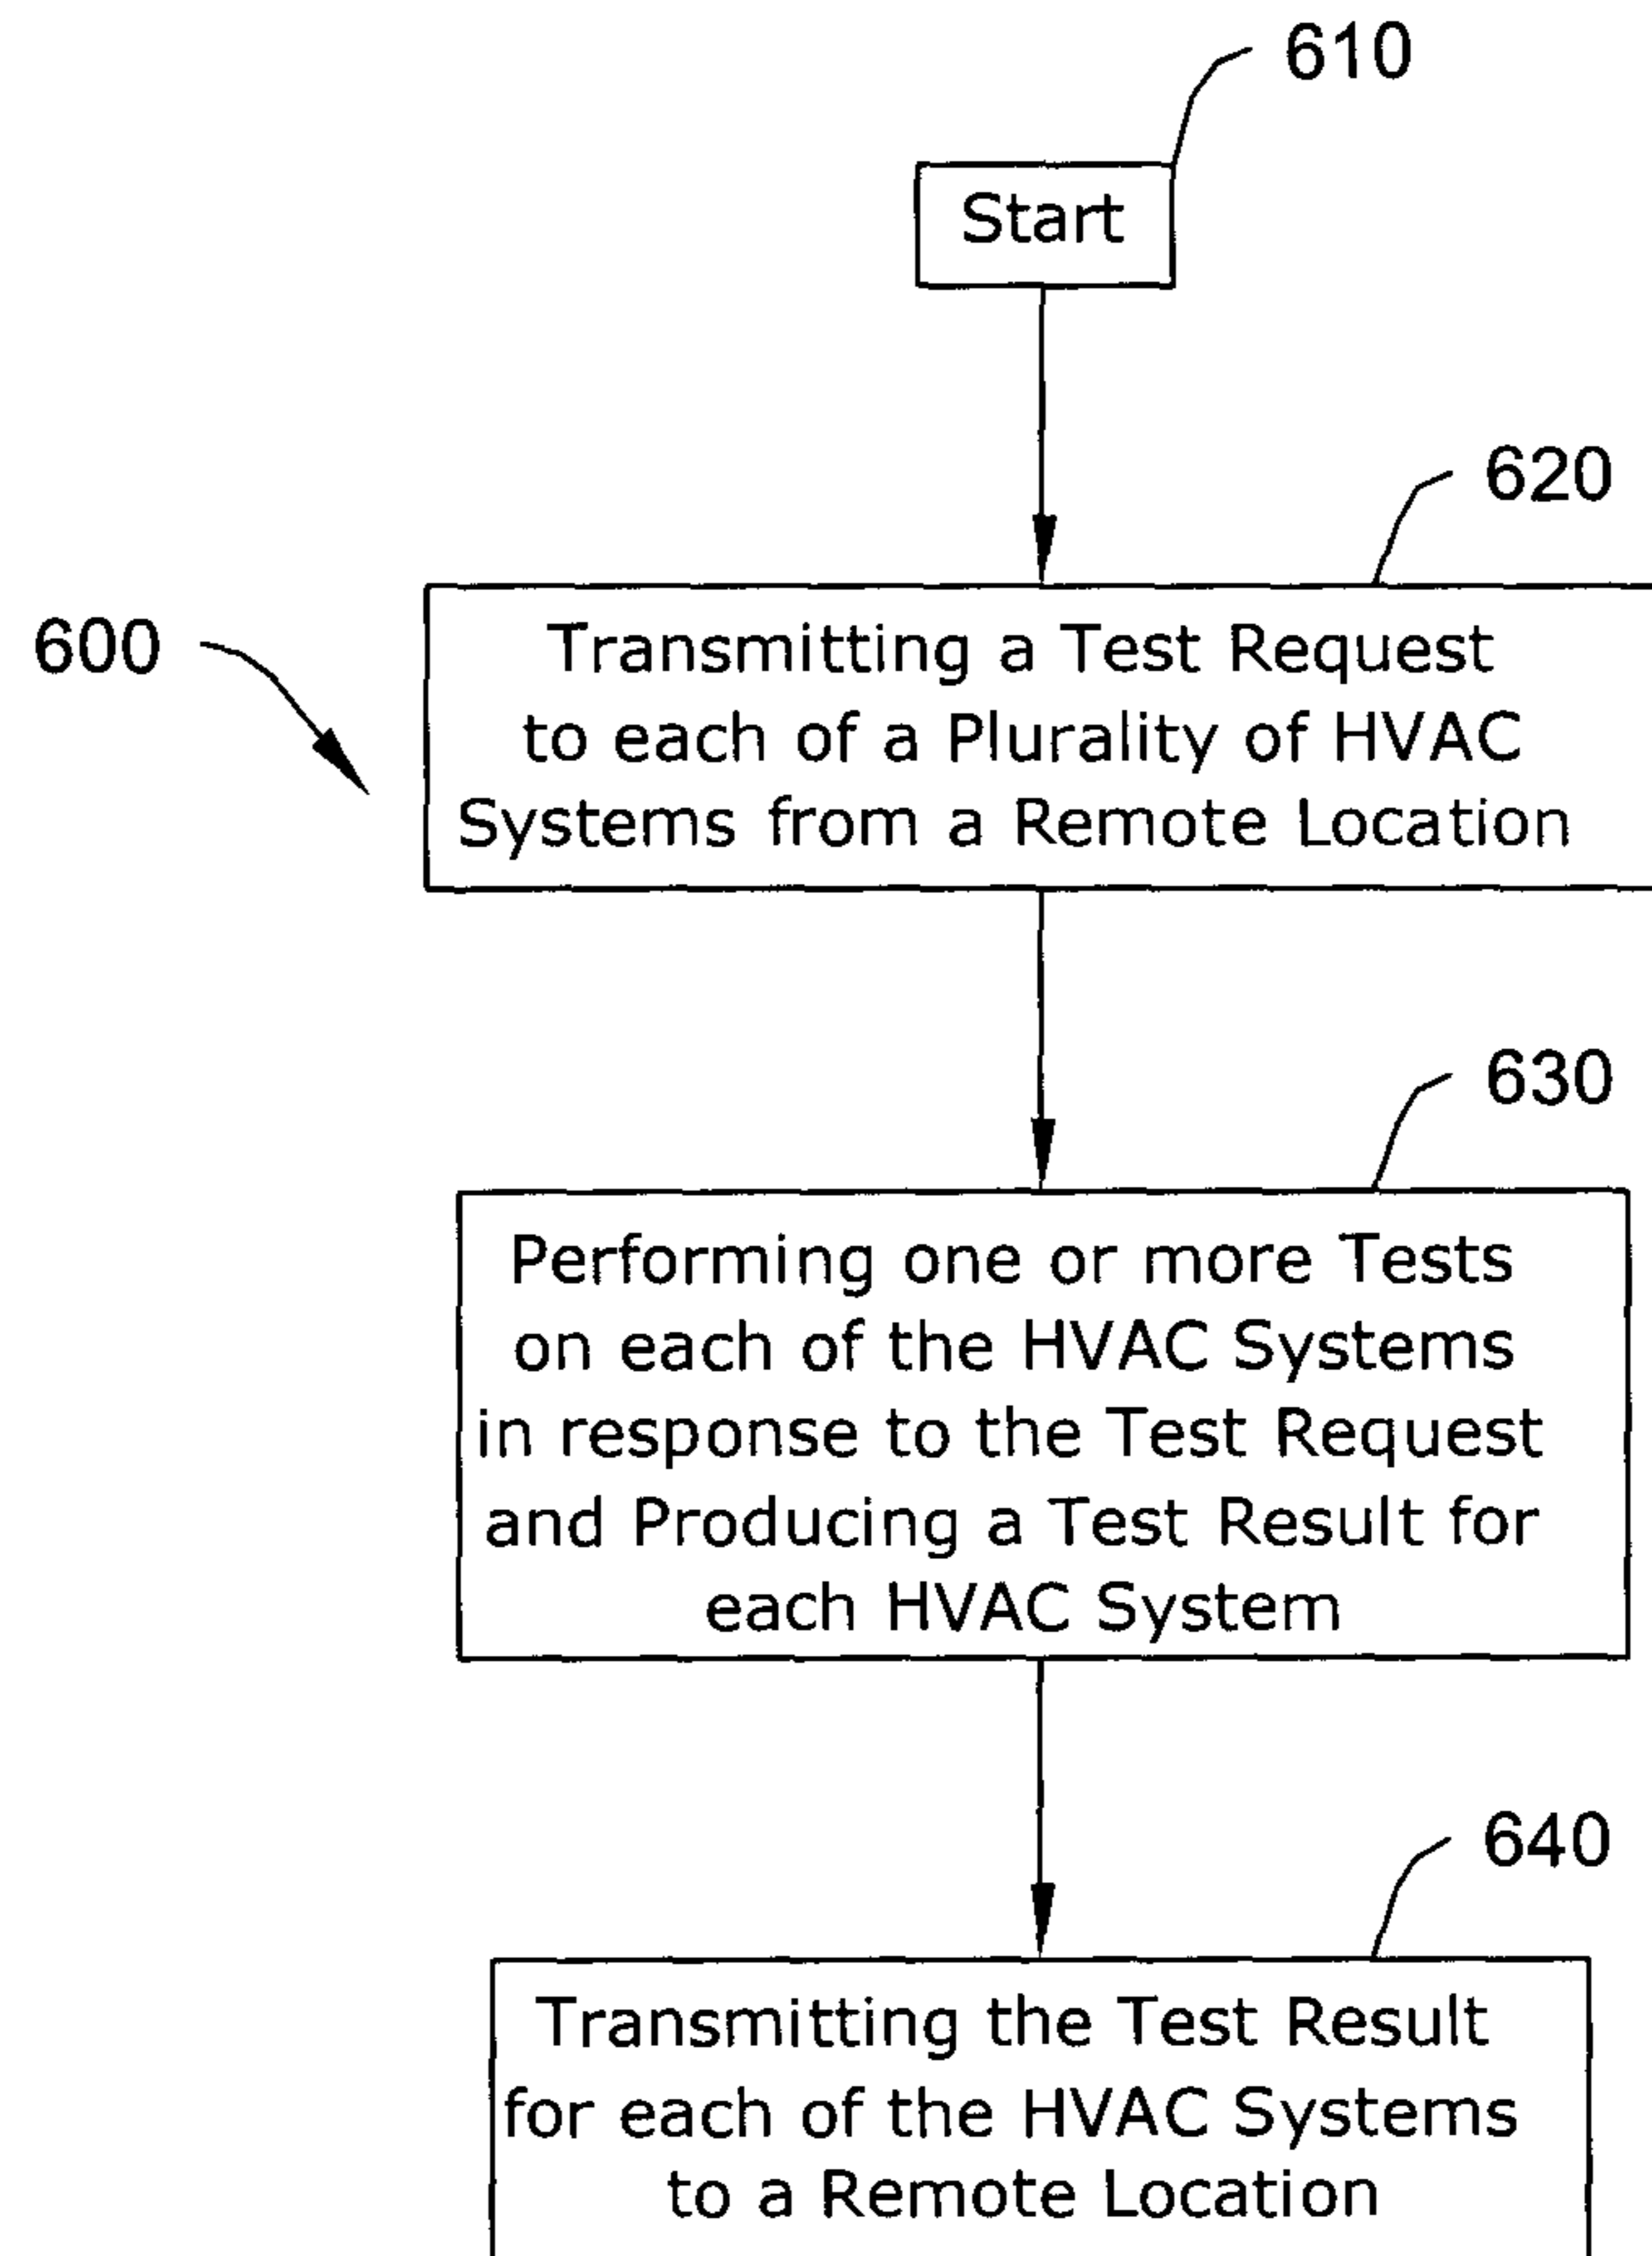 610
Start
620
600
Transmitting a Test Request
to each of a Plurality of HVAC
Systems from a Remote Location
630
Performing one or more Tests
on each of the HVAC Systems
in response to the Test Request
and Producing a Test Result for
each HVAC System
640
Transmitting the Test Result
for each of the HVAC Systems
to a Remote Location